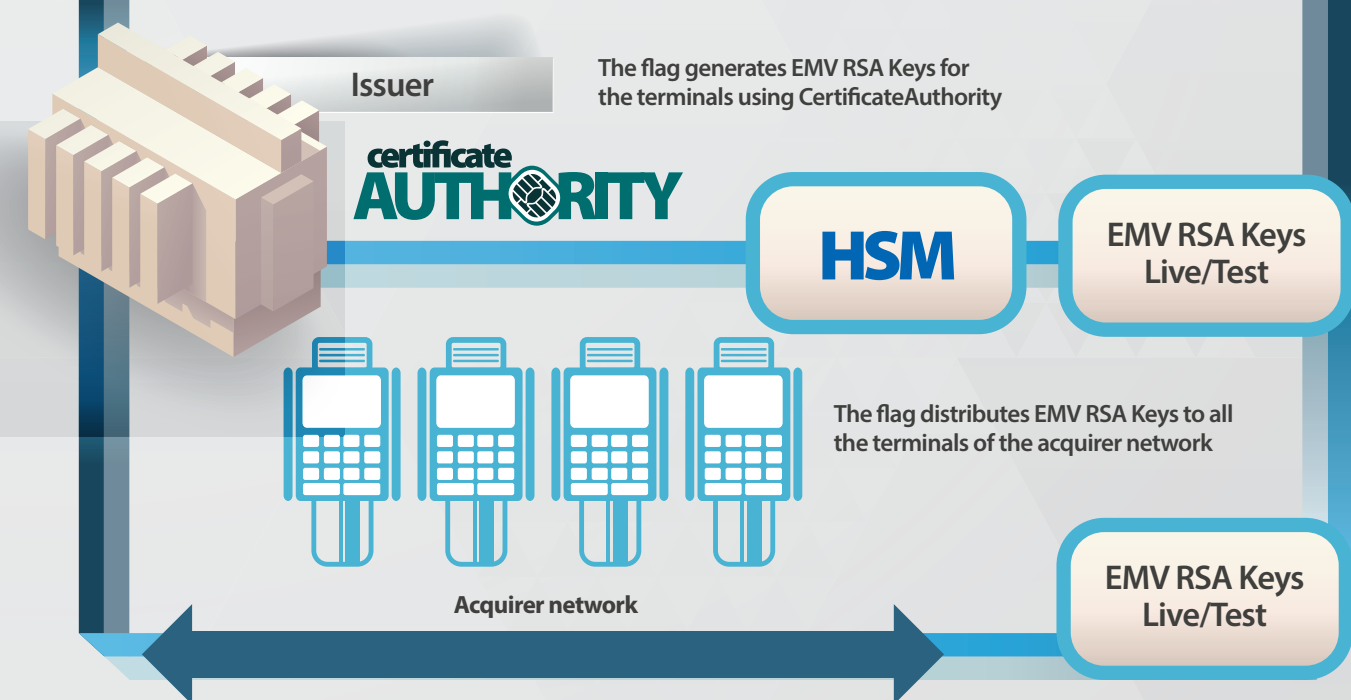 Issuer
The flag generates EMV RSA Keys for
the terminals using CertificateAuthority
certificate
AUTHORITY
HSM
EMV RSA Keys
Live/Test
The flag distributes EMV RSA Keys to all
the terminals of the acquirer network
Acquirer network
EMV RSA Keys
Live/Test